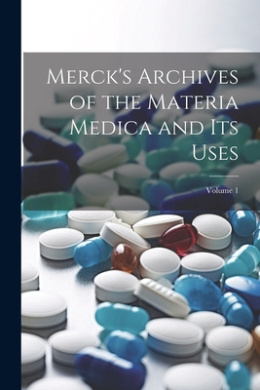 Merck's Archives
of the Materia
Medica and Its
Uses
Volume 1